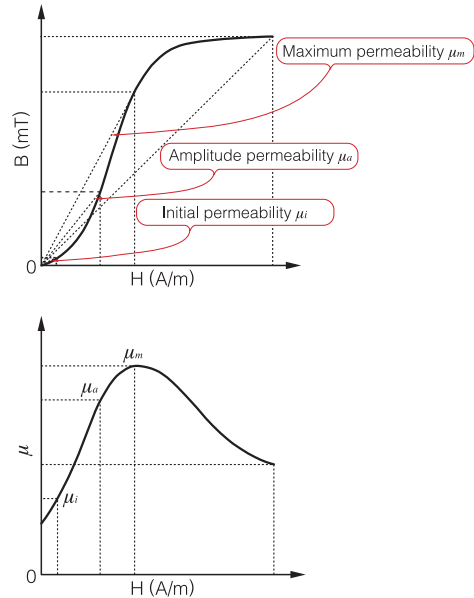 Maximum permeability μm
B (mT)
Amplitude permeability μa
Initial permeability μi
0
H (A/m)
μm
μa
μ
μi
0
H (A/m)